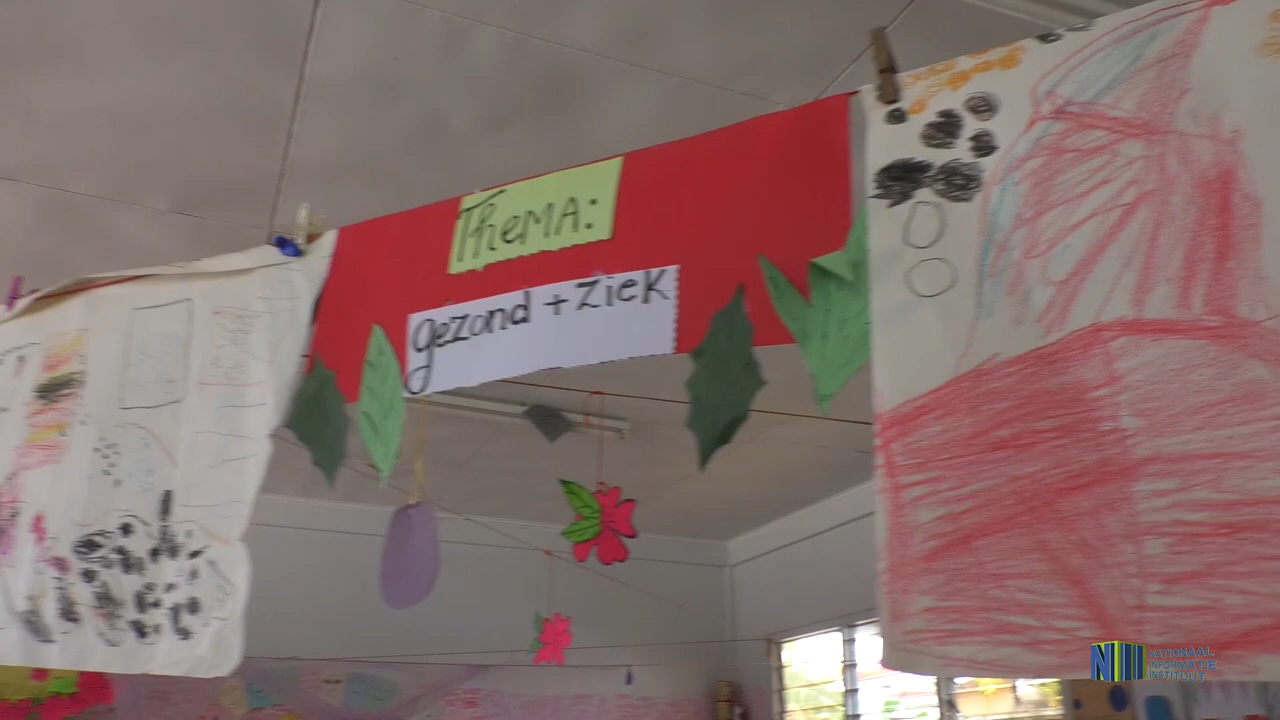 Thema:
gezond + ziek
NATIONAAL
INFORMATIE
INSTITUUT